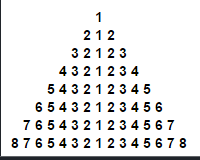 1
2 1 2
3 2 1 2 3
4 3 2 1 2 3 4
5 4 3 2 1 2 3 4 5
6 5 4 3 2 1 2 3 4 5 6
7 6 5 4 3 2 1 2 3 4 5 6 7
8 7 6 5 4 3 2 1 2 3 4 5 6 7 8